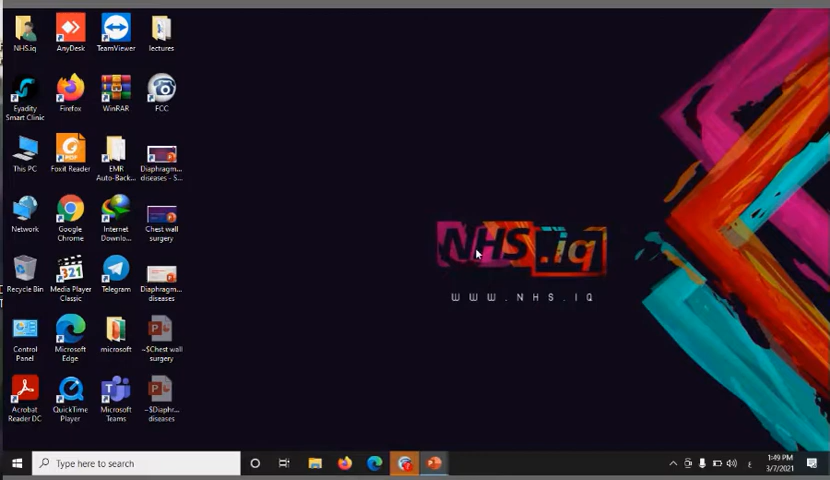 NHS.iq
AnyDesk
TeamViewer
lectures
Eyadity Smart Clinic
Firefox
WinRAR
FCC
This PC
Foxit Reader
EMR Auto-Back...
Diaphragm... diseases - S...
Network
Google Chrome
Internet Downlo...
Chest wall surgery
Recycle Bin
Media Player Classic
Telegram
Diaphragm... diseases
Control Panel
Microsoft Edge
microsoft
~$Chest wall surgery
Acrobat Reader DC
QuickTime Player
Microsoft Teams
~$Diaphr... diseases
NHS.iq
WWW.NHS.IQ
Type here to search
ع
1:49 PM
3/7/2021